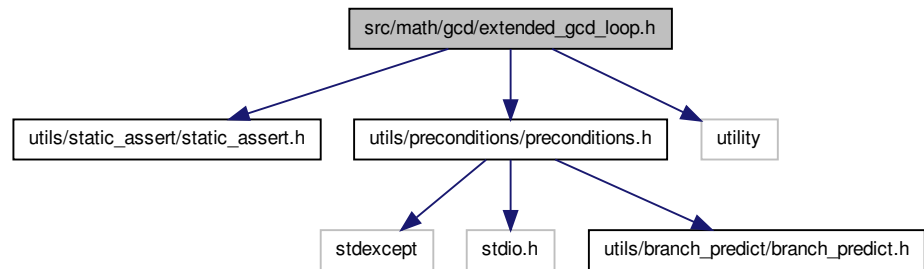 src/math/gcd/extended_gcd_loop.h
utils/static_assert/static_assert.h
utils/preconditions/preconditions.h
utility
stdexcept
stdio.h
utils/branch_predict/branch_predict.h